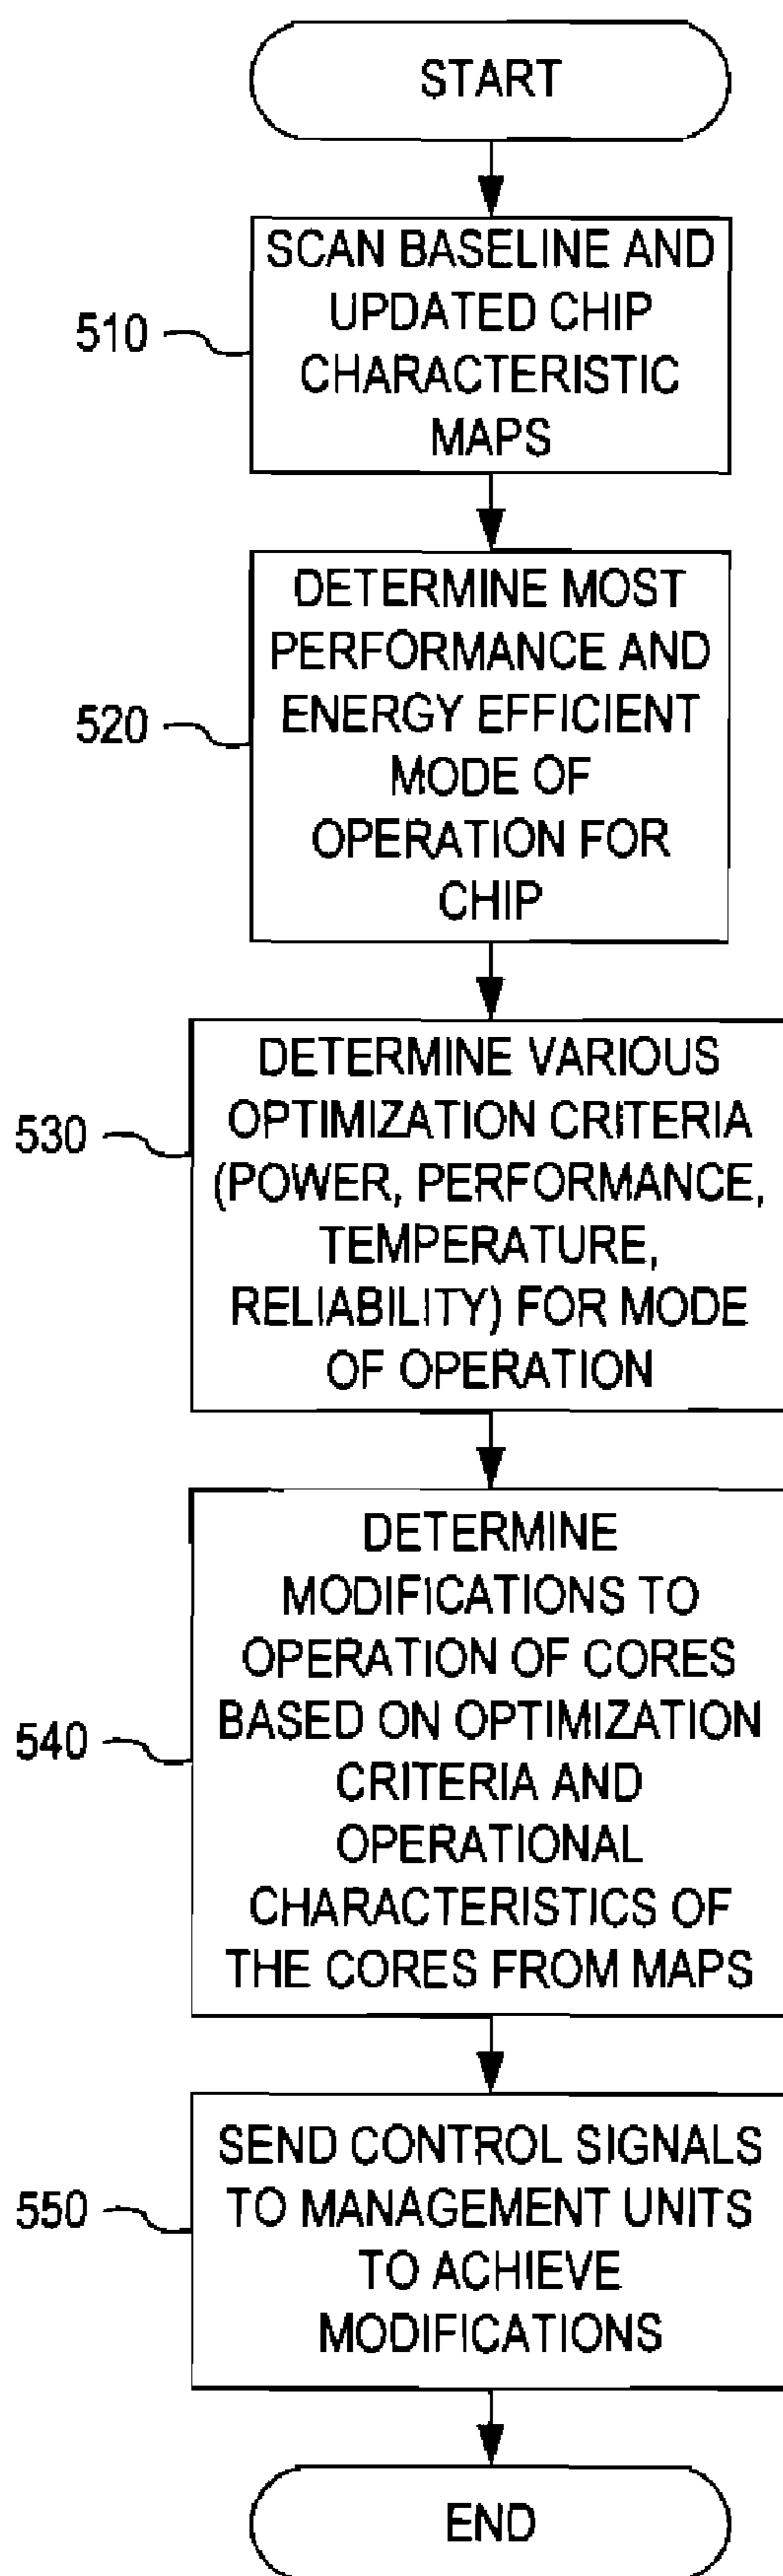 START
510
SCAN BASELINE AND
UPDATED CHIP
CHARACTERISTIC
MAPS
520
DETERMINE MOST
PERFORMANCE AND
ENERGY EFFICIENT
MODE OF
OPERATION FOR
CHIP
530
DETERMINE VARIOUS
OPTIMIZATION CRITERIA
(POWER, PERFORMANCE,
TEMPERATURE,
RELIABILITY) FOR MODE
OF OPERATION
540
DETERMINE
MODIFICATIONS TO
OPERATION OF CORES
BASED ON OPTIMIZATION
CRITERIA AND
OPERATIONAL
CHARACTERISTICS OF
THE CORES FROM MAPS
550
SEND CONTROL SIGNALS
TO MANAGEMENT UNITS
TO ACHIEVE
MODIFICATIONS
END